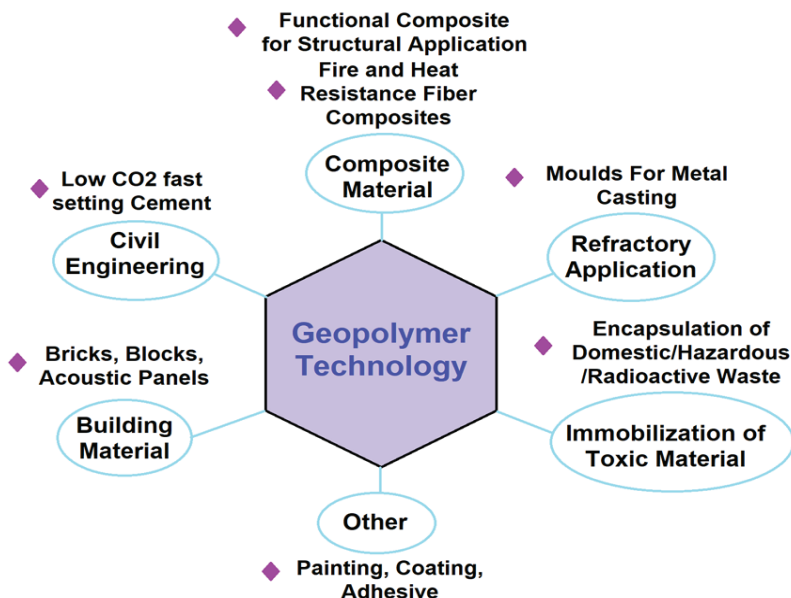 Functional Composite
for Structural Application
Fire and Heat
Resistance Fiber
Composites
Composite
Material
Low CO2 fast
setting Cement
Civil
Engineering
Moulds For Metal
Casting
Refractory
Application
Geopolymer
Technology
Bricks, Blocks,
Acoustic Panels
Building
Material
Encapsulation of
Domestic/Hazardous
/Radioactive Waste
Immobilization of
Toxic Material
Other
Painting, Coating,
Adhesive